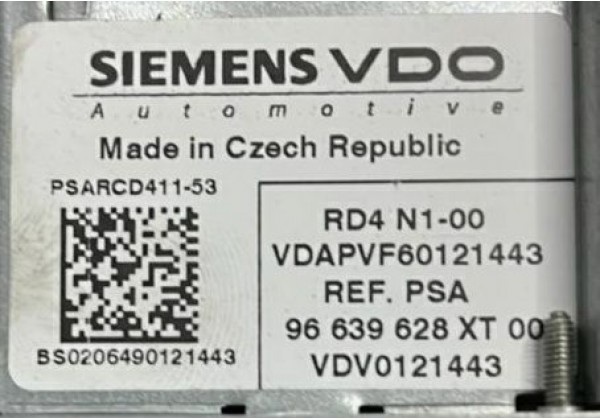 SIEMENS VDO
Automotive
Made in Czech Republic
PSARCD411-53
BS0206490121443
RD4 N1-00
VDAPVF60121443
REF. PSA
96 639 628 XT 00
VDV0121443